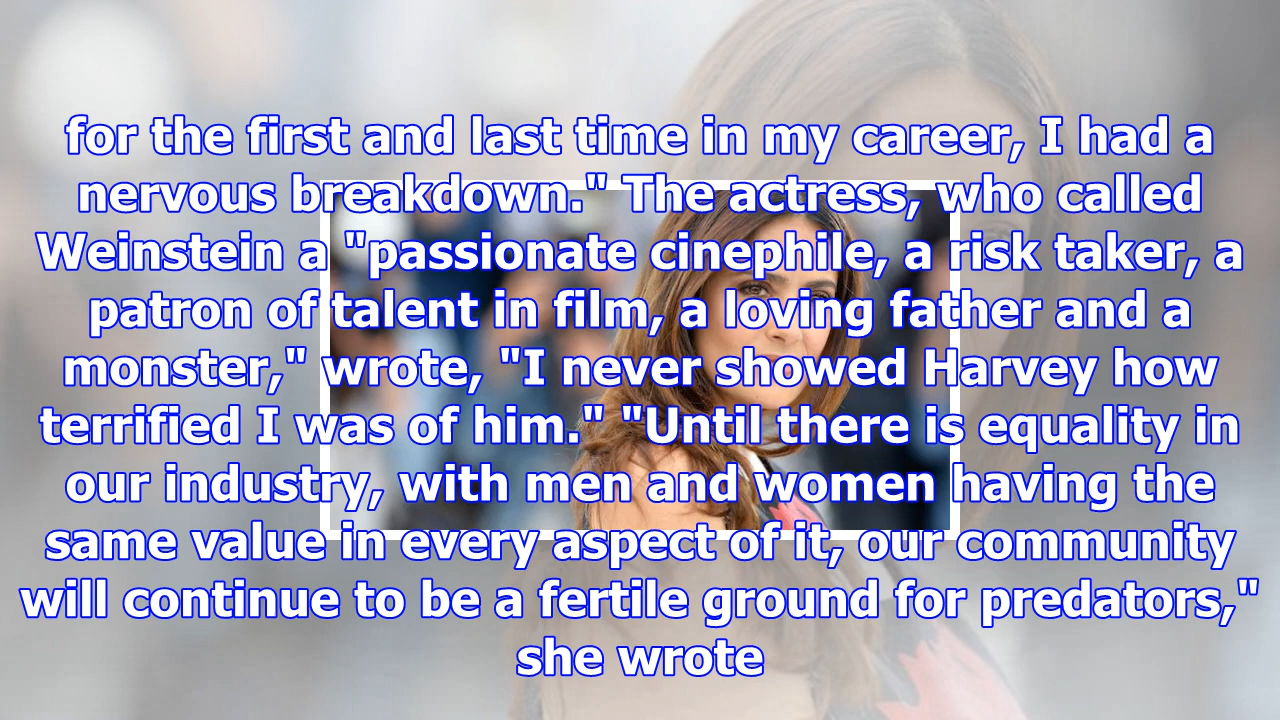 for the first and last time in my career, I had a
nervous breakdown." The actress, who called
Weinstein a "passionate cinephile, a risk taker, a
patron of talent in film, a loving father and a
monster," wrote, "I never showed Harvey how
terrified I was of him." "Until there is equality in
our industry, with men and women having the
same value in every aspect of it, our community
will continue to be a fertile ground for predators,"
she wrote